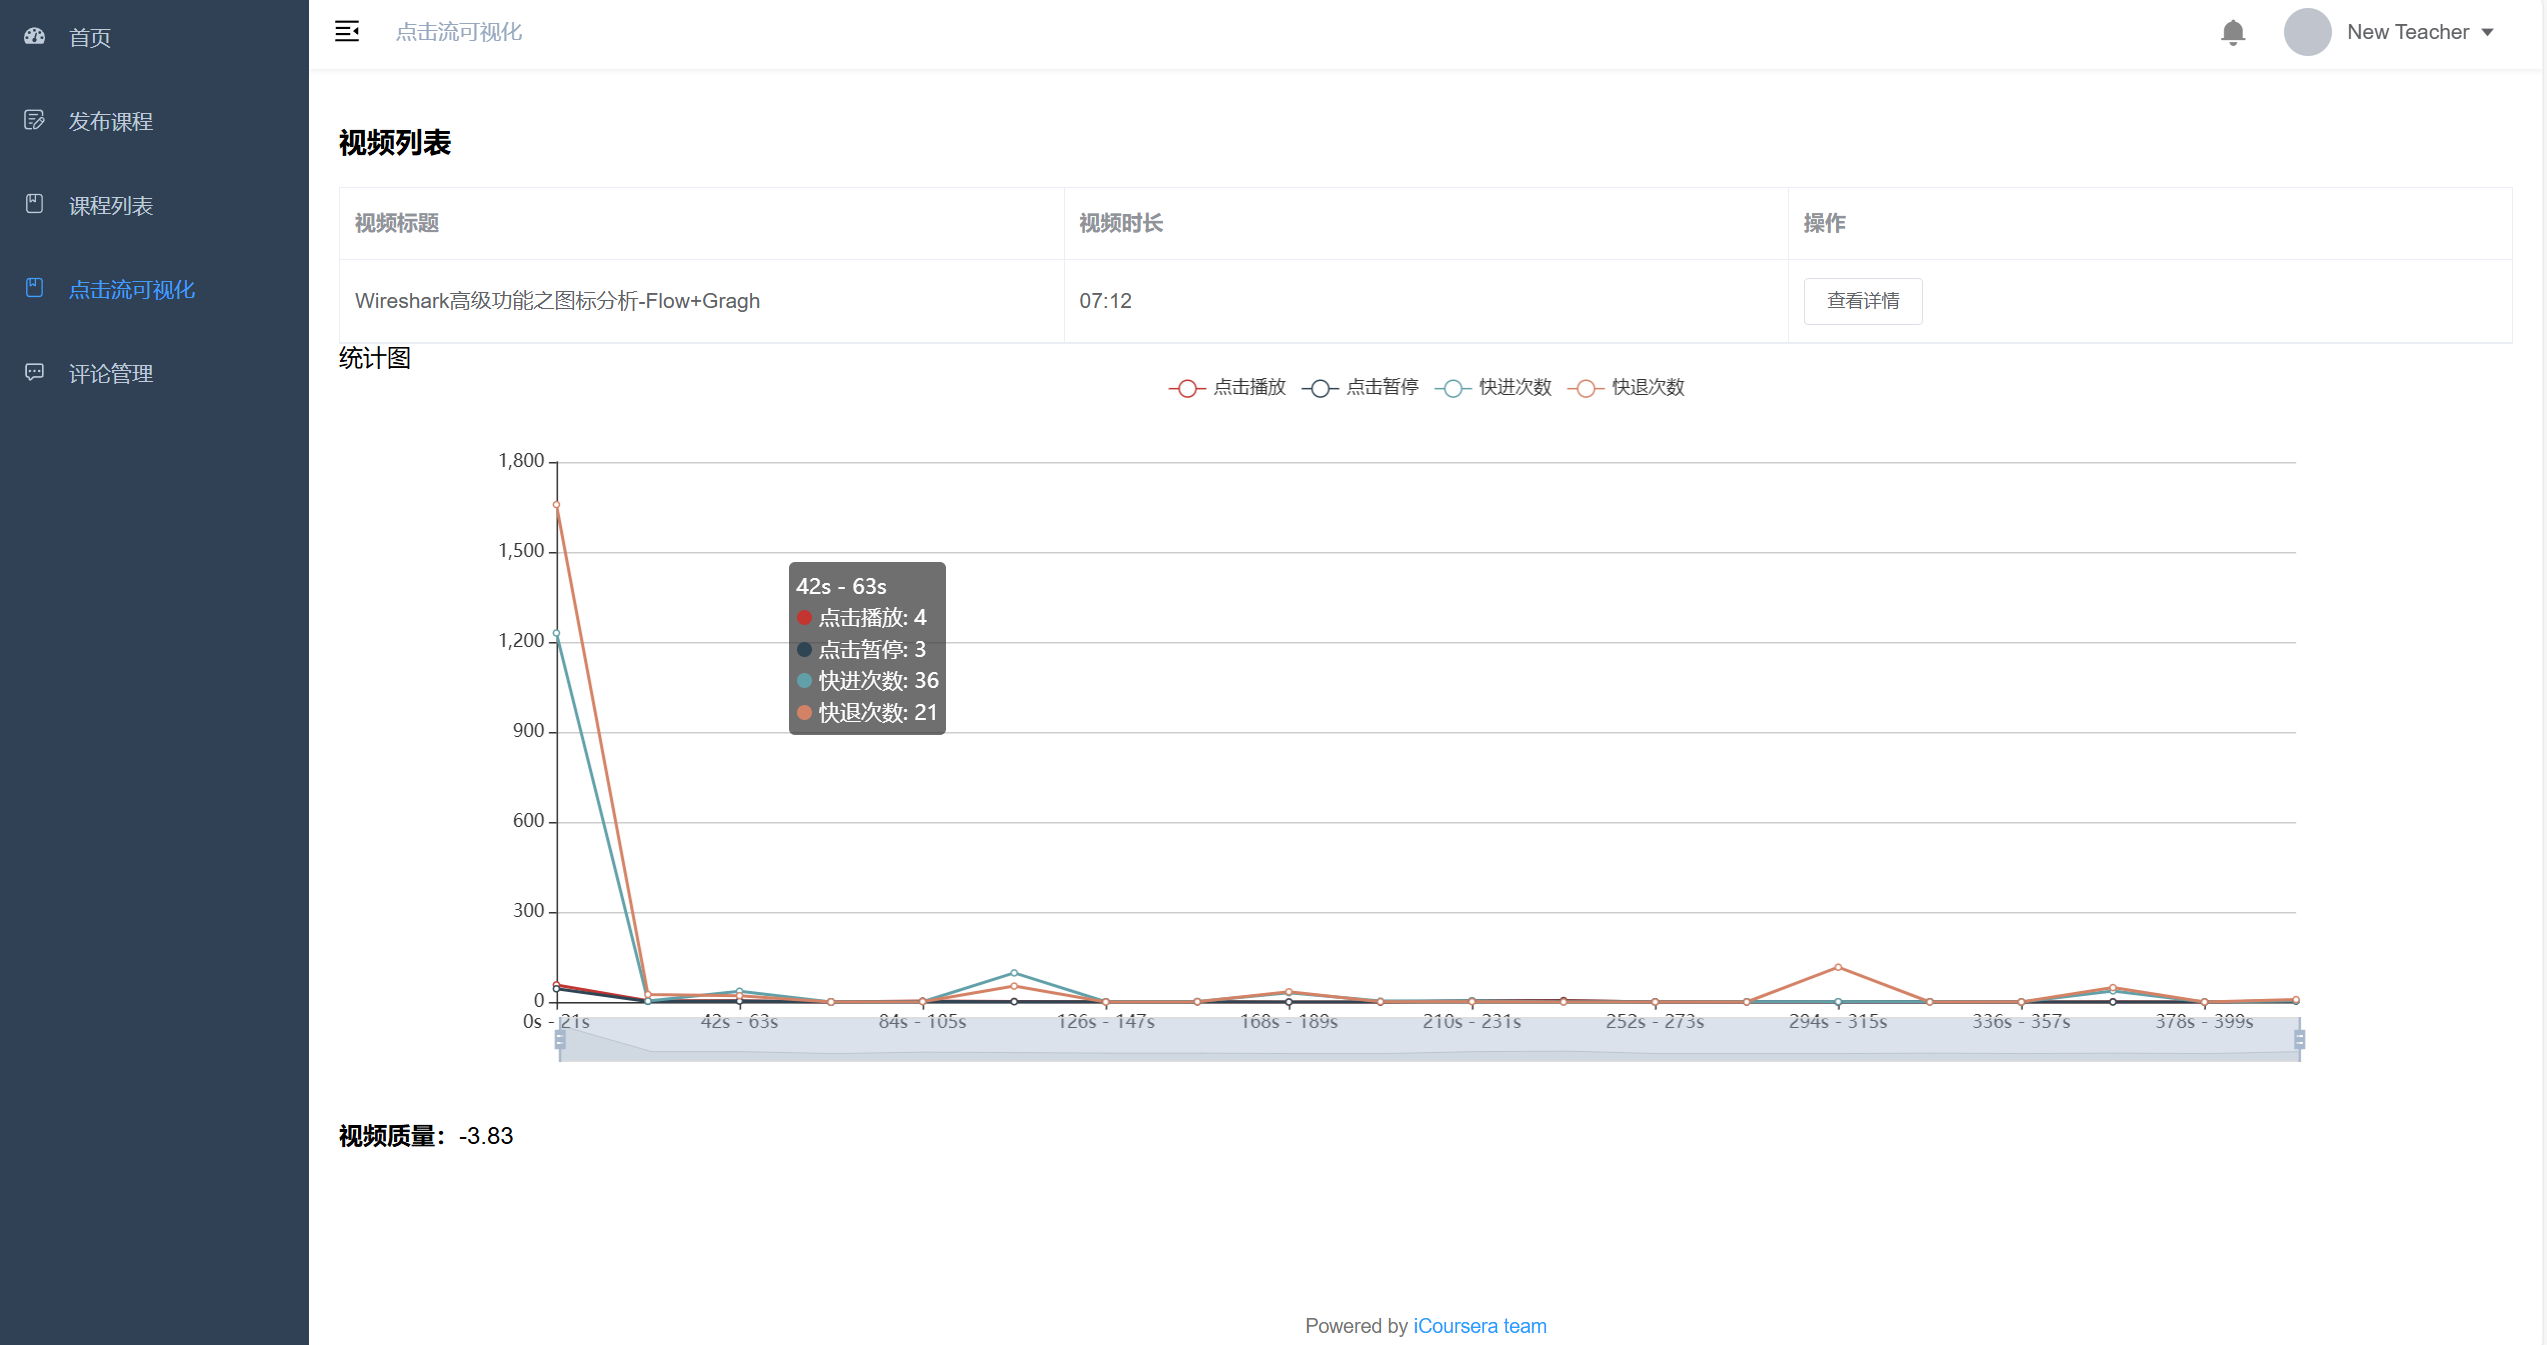 首页
发布课程
课程列表
点击流可视化
评论管理
点击流可视化
New Teacher
视频列表
视频标题 视频时长 操作
Wireshark高级功能之图标分析-Flow+Gragh 07:12 查看详情
统计图
点击播放 点击暂停 快进次数 快退次数
1,800
1,500
1,200
900
600
300
0
42s - 63s
点击播放: 4
点击暂停: 3
快进次数: 36
快退次数: 21
0s - 21s 42s - 63s 84s - 105s 126s - 147s 168s - 189s 210s - 231s 252s - 273s 294s - 315s 336s - 357s 378s - 399s
视频质量：-3.83
Powered by iCoursera team